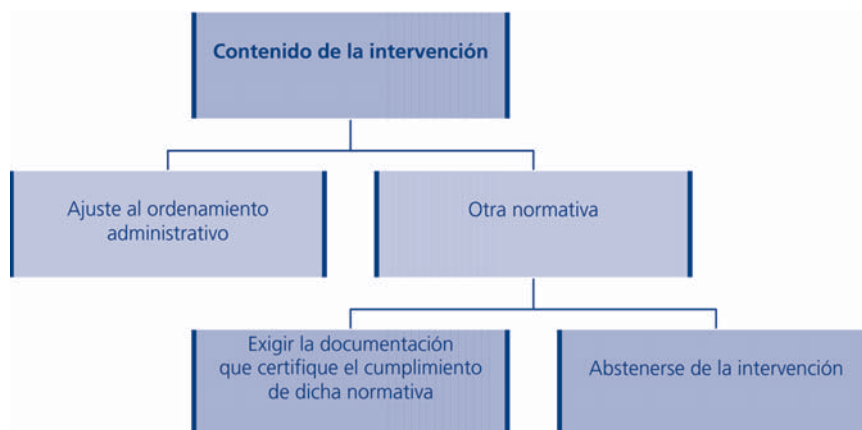 Contenido de la intervención
Ajuste al ordenamiento
administrativo
Otra normativa
Exigir la documentación
que certifique el cumplimiento
de dicha normativa
Abstenerse de la intervención